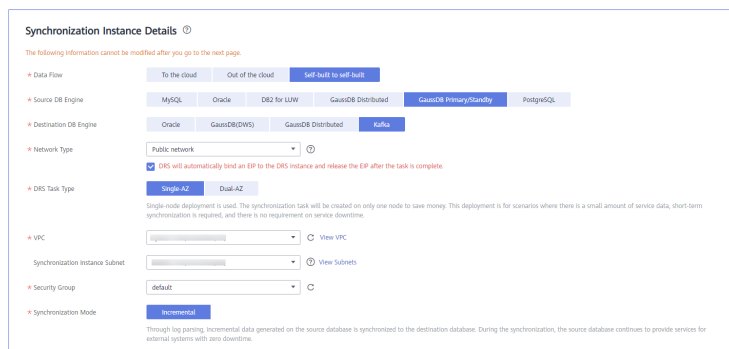 Synchronization Instance Details
The following information cannot be modified after you go to the next page.
* Data Flow To the cloud Out of the cloud Self-built to self-built
* Source DB Engine MySQL Oracle DB2 for LUW GaussDB Distributed GaussDB Primary/Standby PostgreSQL
* Destination DB Engine Oracle GaussDB(DWS) GaussDB Distributed Kafka
* Network Type Public network
DRS will automatically bind an EIP to the DRS instance and release the EIP after the task is complete.
* DRS Task Type Single-AZ Dual-AZ
Single-node deployment is used. The synchronization task will be created on only one node to save money. This deployment is for scenarios where there is a small amount of service data, short-term
synchronization is required, and there is no requirement on service downtime.
* VPC View VPC
Synchronization Instance Subnet View Subnets
* Security Group default
* Synchronization Mode Incremental
Through log parsing, incremental data generated on the source database is synchronized to the destination database. During the synchronization, the source database continues to provide services for
external systems with zero downtime.